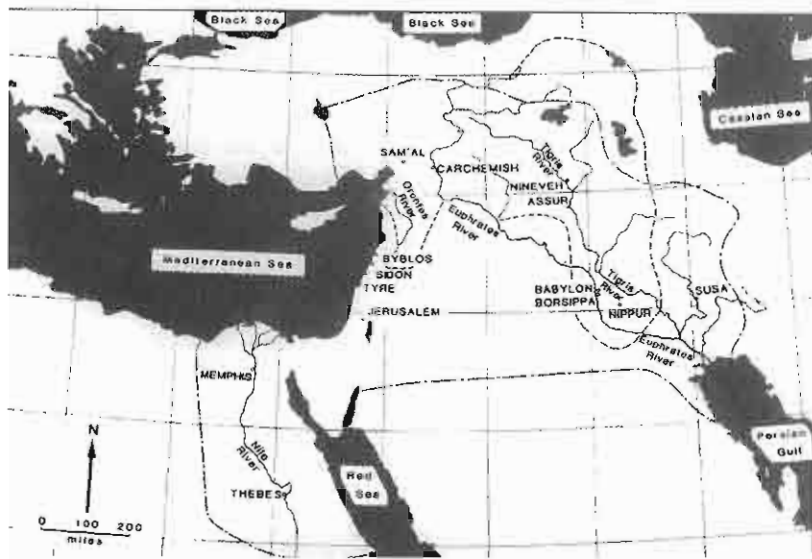 Black Sea
Black Sea
Caspian Sea
SAM'AL
CARCHEMISH
Tigris
River
NINEVEH
ASSUR
Orontes
River
Euphrates
River
Mediterranean Sea
BYBLOS
SIDON
TYRE
JERUSALEM
BABYLON
BORSIPPA
Tigris
River
NIPPUR
SUSA
Euphrates
River
MEMPHIS
N
Nile
River
THEBES
Red
Sea
Persian
Gulf
0 100 200
miles